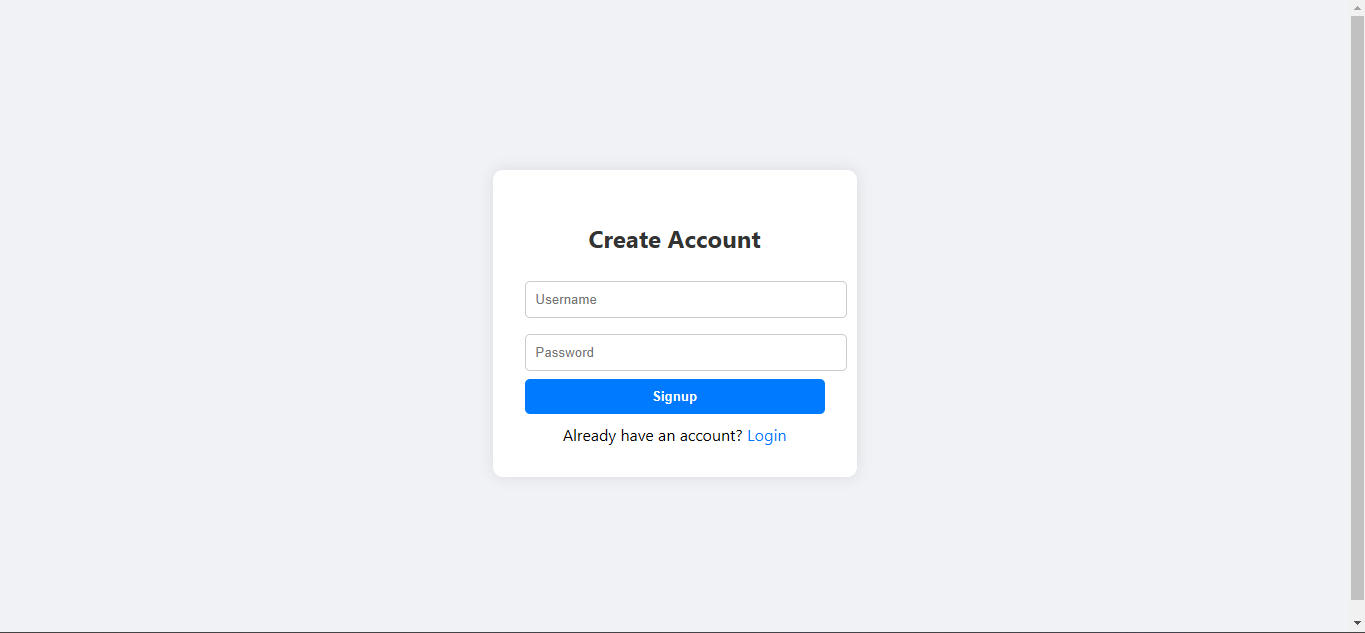 Create Account
Username
Password
Signup
Already have an account? Login